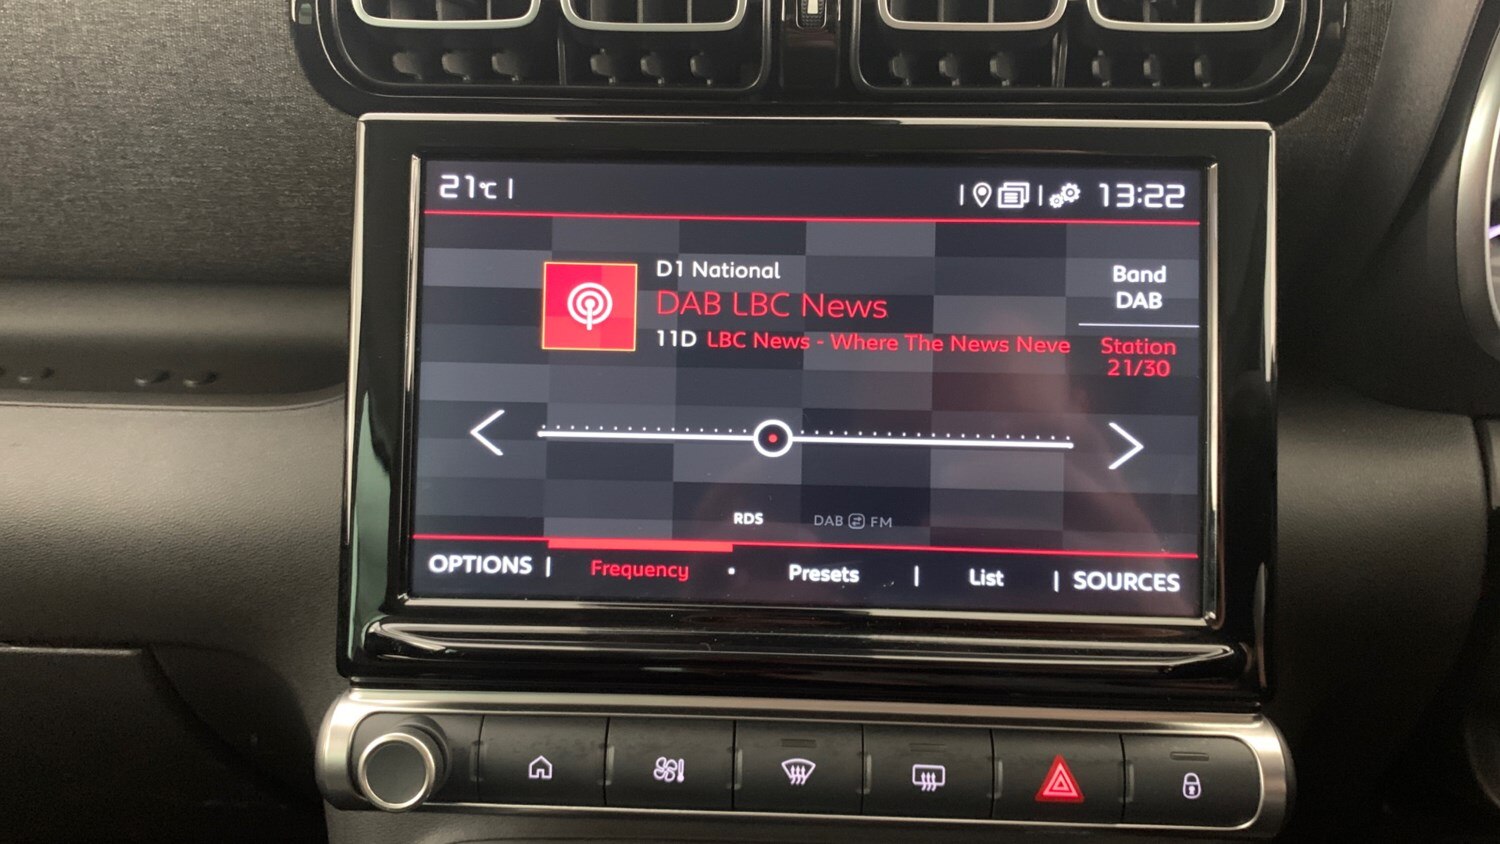 21°C
13:22
D1 National
DAB LBC News
11D LBC News - Where The News Neve
Band
DAB
Station
21/30
RDS
DAB FM
OPTIONS Frequency Presets List SOURCES